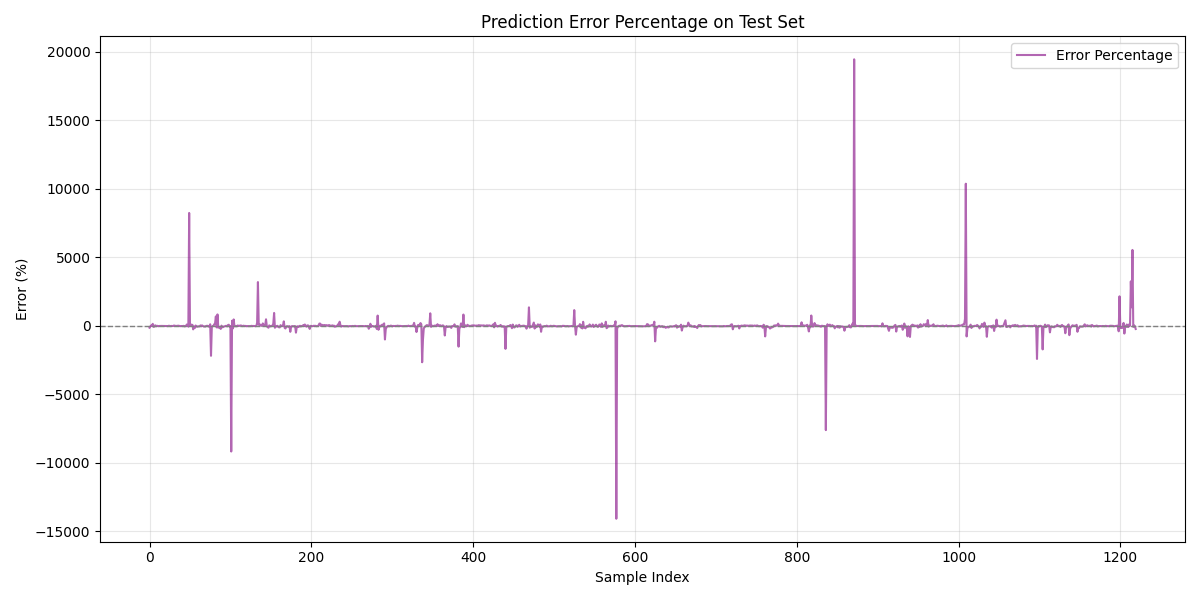 Prediction Error Percentage on Test Set
Error Percentage
Error (%)
20000
15000
10000
5000
0
−5000
−10000
−15000
0 200 400 600 800 1000 1200
Sample Index